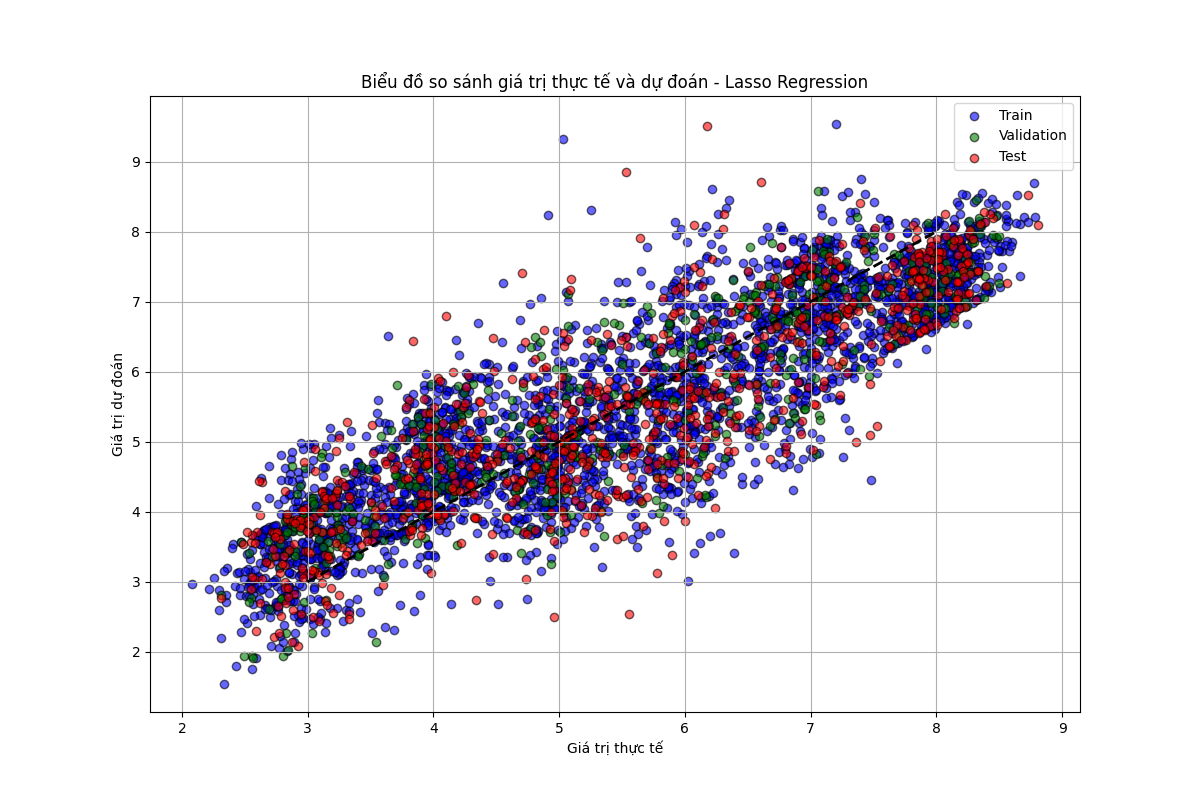 Biểu đồ so sánh giá trị thực tế và dự đoán - Lasso Regression
Train
Validation
Test
9
8
7
6
5
4
3
2
Giá trị dự đoán
2 3 4 5 6 7 8 9
Giá trị thực tế